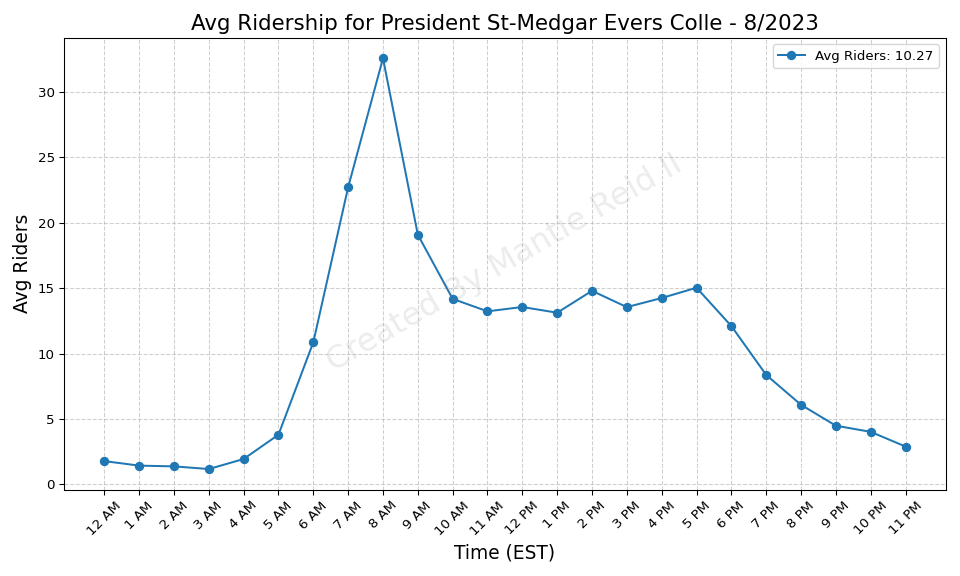 Avg Ridership for President St-Medgar Evers Colle - 8/2023
Avg Riders: 10.27
Avg Riders
30
25
20
15
10
5
0
Created By Mantie Reid II
12 AM
1 AM
2 AM
3 AM
4 AM
5 AM
6 AM
7 AM
8 AM
9 AM
10 AM
11 AM
12 PM
1 PM
2 PM
3 PM
4 PM
5 PM
6 PM
7 PM
8 PM
9 PM
10 PM
11 PM
Time (EST)